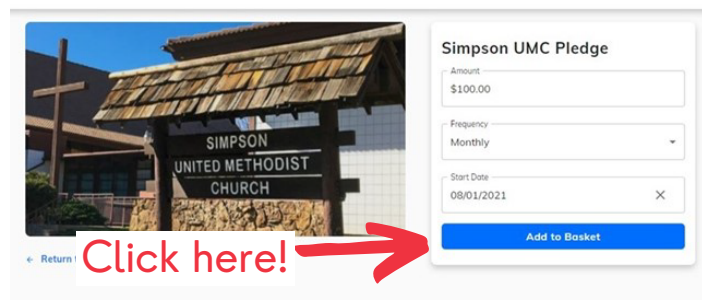 SIMPSON
UNITED METHODIST
CHURCH
Simpson UMC Pledge
Amount
$100.00
Frequency
Monthly
Start Date
08/01/2021
Add to Basket
← Return
Click here!